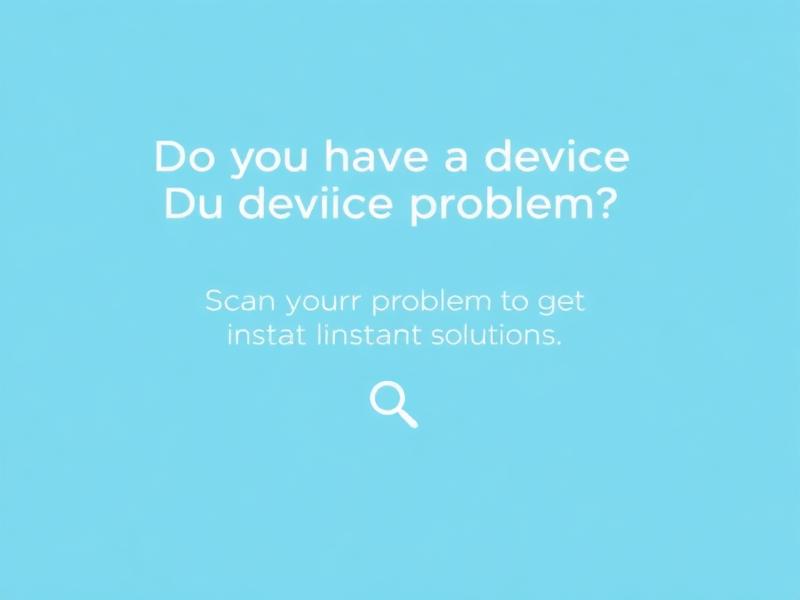 Do you have a device
Du deviice problem?
Scan yourr problem to get
instat linstant solutions.